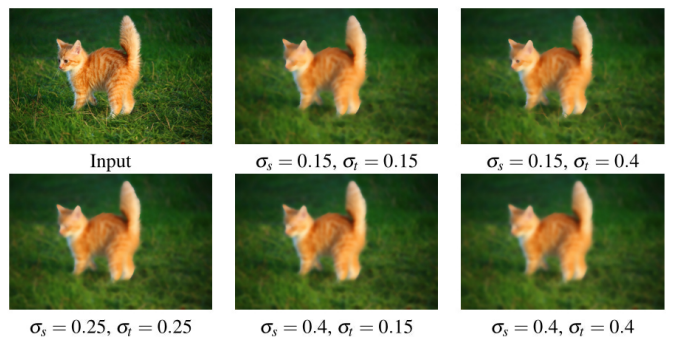 Input
σs = 0.15, σt = 0.15
σs = 0.15, σt = 0.4
σs = 0.25, σt = 0.25
σs = 0.4, σt = 0.15
σs = 0.4, σt = 0.4